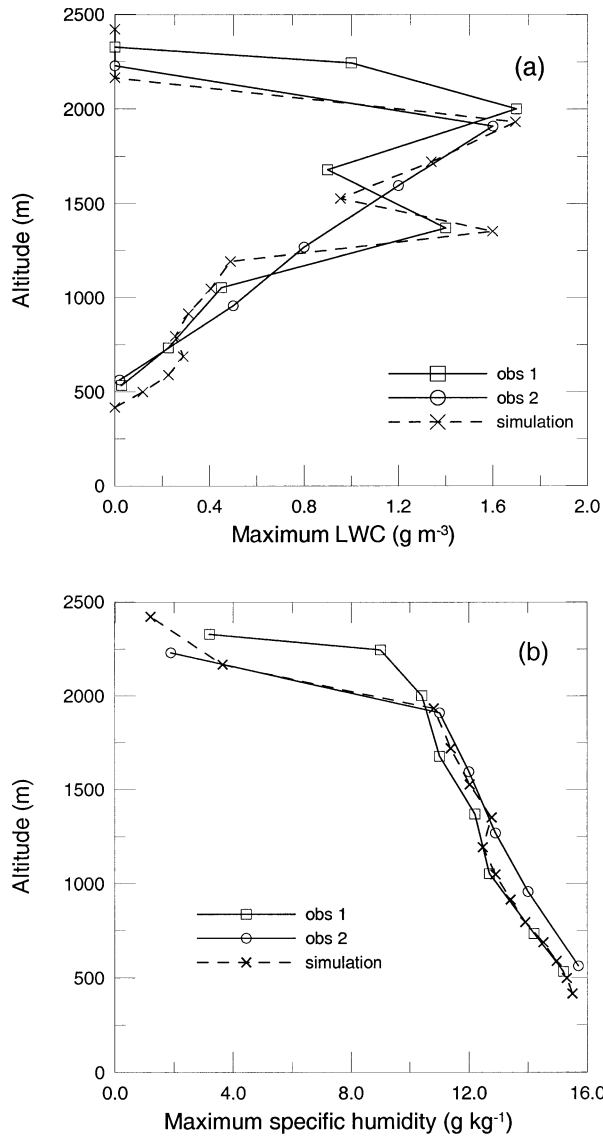 2500
(a)
2000
Altitude (m)
1500
1000
obs 1
obs 2
500
simulation
0
0.0 0.4 0.8 1.2 1.6 2.0
Maximum LWC (g m⁻³)
2500
(b)
2000
Altitude (m)
1500
1000
obs 1
obs 2
simulation
500
0
0.0 4.0 8.0 12.0 16.0
Maximum specific humidity (g kg⁻¹)